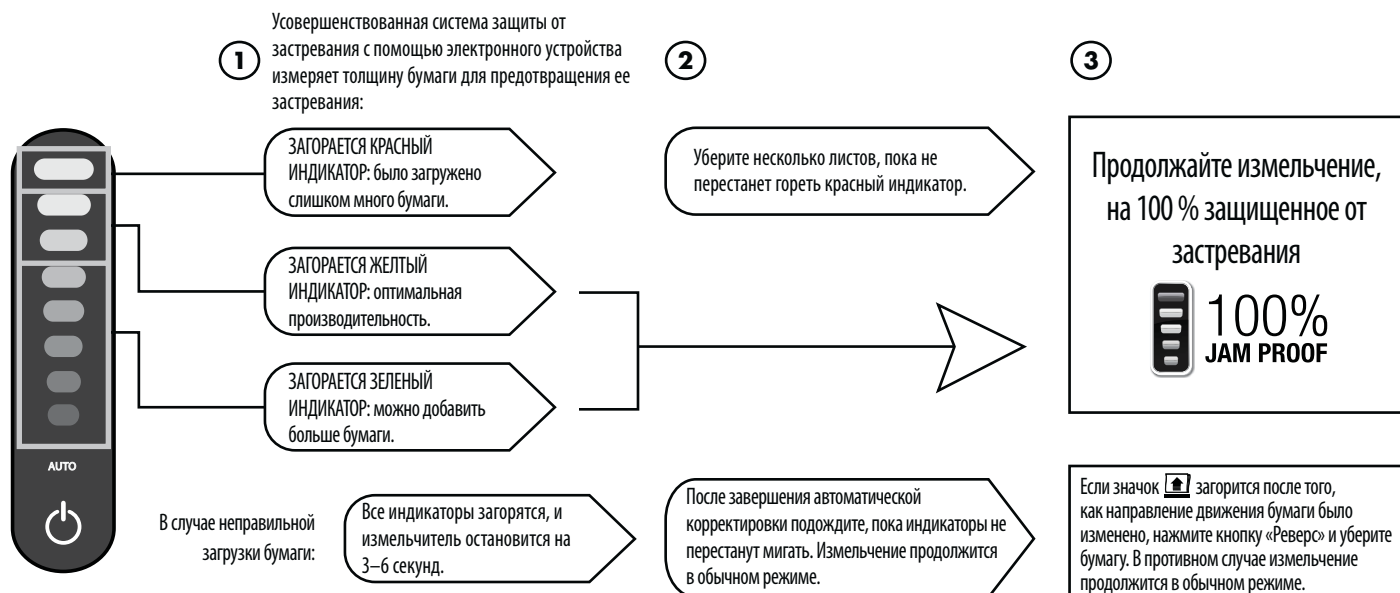 1
Усовершенствованная система защиты от
застревания с помощью электронного устройства
измеряет толщину бумаги для предотвращения ее
застревания:
ЗАГОРАЕТСЯ КРАСНЫЙ
ИНДИКАТОР: было загружено
слишком много бумаги.
ЗАГОРАЕТСЯ ЖЕЛТЫЙ
ИНДИКАТОР: оптимальная
производительность.
ЗАГОРАЕТСЯ ЗЕЛЕНЫЙ
ИНДИКАТОР: можно добавить
больше бумаги.
2
Уберите несколько листов, пока не
перестанет гореть красный индикатор.
3
Продолжайте измельчение,
на 100 % защищенное от
застревания
100%
JAM PROOF
AUTO
В случае неправильной
загрузки бумаги:
Все индикаторы загорятся, и
измельчитель остановится на
3–6 секунд.
После завершения автоматической
корректировки подождите, пока индикаторы не
перестанут мигать. Измельчение продолжится
в обычном режиме.
Если значок загорится после того,
как направление движения бумаги было
изменено, нажмите кнопку «Реверс» и уберите
бумагу. В противном случае измельчение
продолжится в обычном режиме.